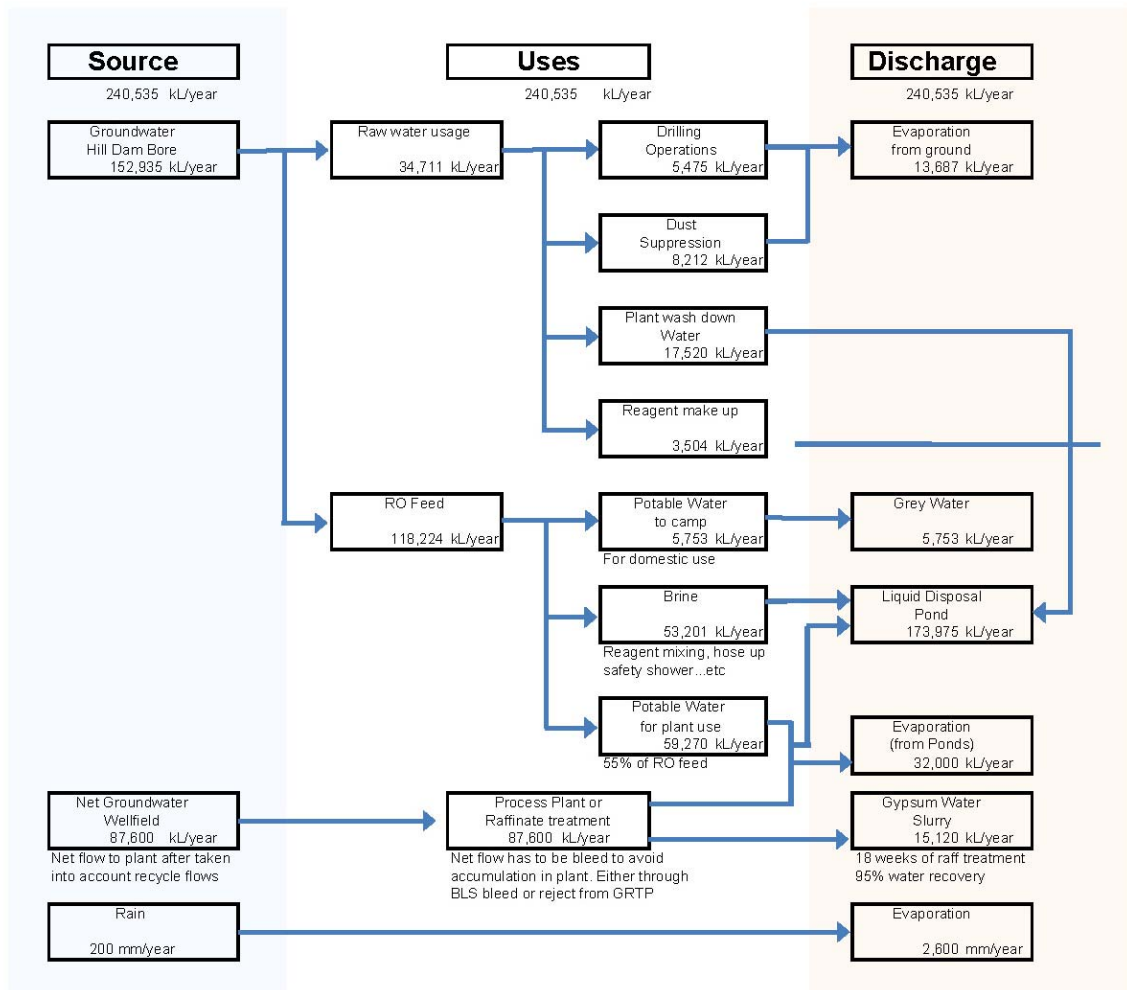 Source
Uses
Discharge
240,535 kL/year
240,535 kL/year
240,535 kL/year
Groundwater
Hill Dam Bore
152,935 kL/year
Raw water usage
34,711 kL/year
Drilling
Operations
5,475 kL/year
Evaporation
from ground
13,687 kL/year
Dust
Suppression
8,212 kL/year
Plant wash down
Water
17,520 kL/year
Reagent make up
3,504 kL/year
RO Feed
118,224 kL/year
Potable Water
to camp
5,753 kL/year
For domestic use
Grey Water
5,753 kL/year
Brine
53,201 kL/year
Reagent mixing, hose up
safety shower...etc
Liquid Disposal
Pond
173,975 kL/year
Potable Water
for plant use
59,270 kL/year
55% of RO feed
Evaporation
(from Ponds)
32,000 kL/year
Net Groundwater
Wellfield
87,600 kL/year
Net flow to plant after taken
into account recycle flows
Process Plant or
Raffinate treatment
87,600 kL/year
Net flow has to be bleed to avoid
accumulation in plant. Either through
BLS bleed or reject from GRTP
Gypsum Water
Slurry
15,120 kL/year
18 weeks of raff treatment
95% water recovery
Rain
200 mm/year
Evaporation
2,600 mm/year